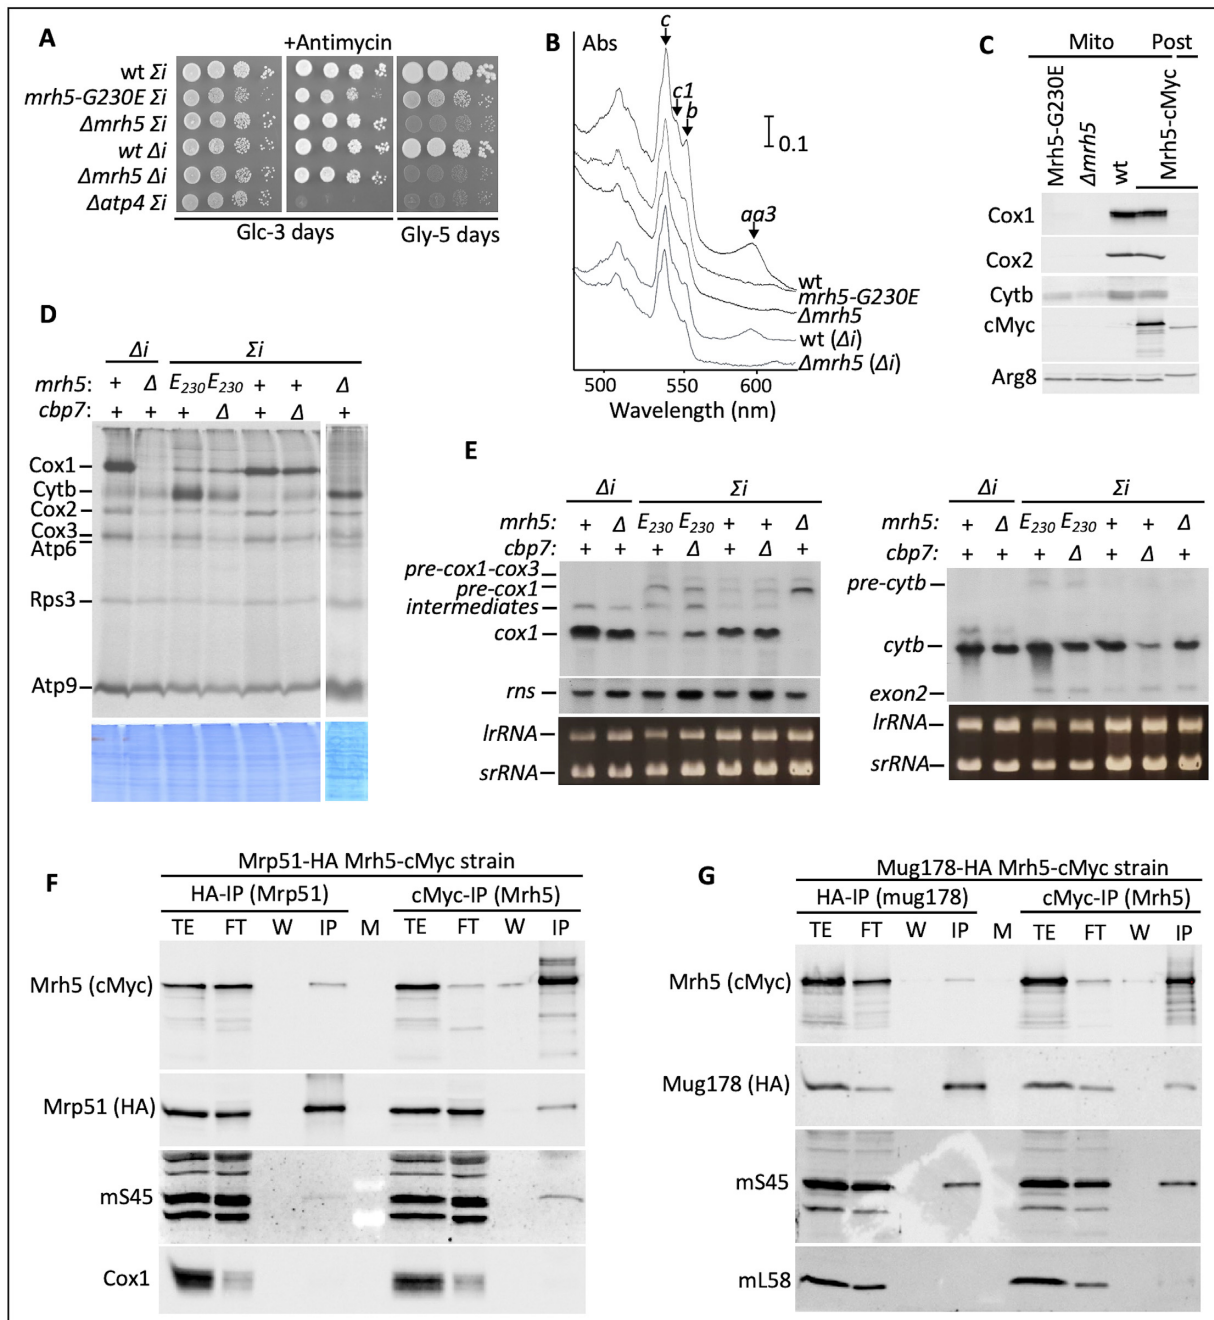 A
+Antimycin
wt Σi
mrh5-G230E Σi
Δmrh5 Σi
wt Δi
Δmrh5 Δi
Δatp4 Σi
Glc-3 days
Gly-5 days
B
Abs
c
c1
b
0.1
aa3
wt
mrh5-G230E
Δmrh5
wt (Δi)
Δmrh5 (Δi)
500 550 600
Wavelength (nm)
C
Mito Post
Mrh5-G230E
Δmrh5
wt
Mrh5-cMyc
Cox1
Cox2
Cytb
cMyc
Arg8
D
Δi Σi
mrh5: + Δ E230 E230 + + Δ
cbp7: + + + Δ + Δ +
Cox1
Cytb
Cox2
Cox3
Atp6
Rps3
Atp9
E
Δi Σi
mrh5: + Δ E230 E230 + + Δ
cbp7: + + + Δ + Δ +
pre-cox1-cox3
pre-cox1
intermediates
cox1
rns
lrRNA
srRNA
Δi Σi
mrh5: + Δ E230 E230 + + Δ
cbp7: + + + Δ + Δ +
pre-cytb
cytb
exon2
lrRNA
srRNA
F
Mrp51-HA Mrh5-cMyc strain
HA-IP (Mrp51) cMyc-IP (Mrh5)
TE FT W IP M TE FT W IP
Mrh5 (cMyc)
Mrp51 (HA)
mS45
Cox1
G
Mug178-HA Mrh5-cMyc strain
HA-IP (mug178) cMyc-IP (Mrh5)
TE FT W IP M TE FT W IP
Mrh5 (cMyc)
Mug178 (HA)
mS45
mL58